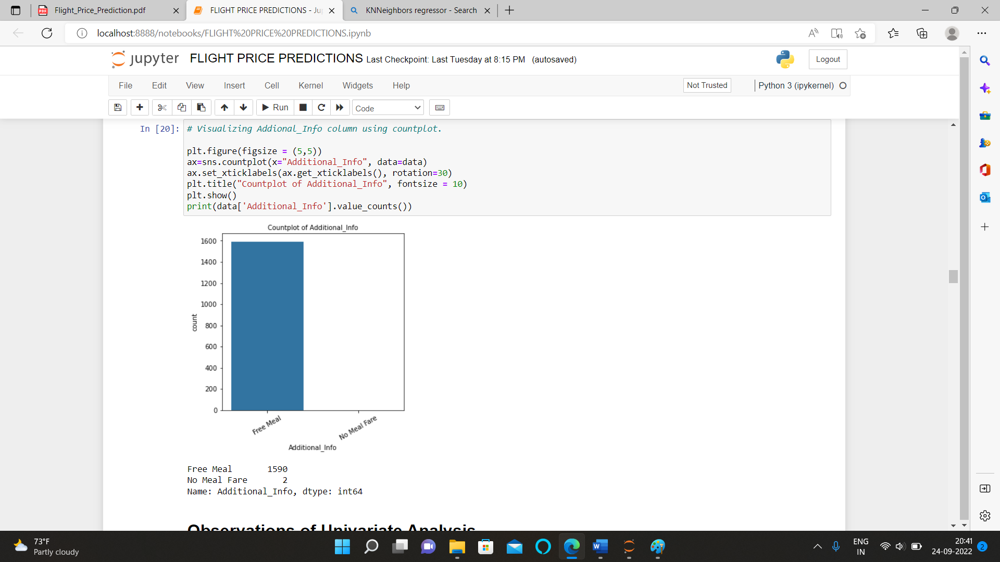 Flight_Price_Prediction.pdf
FLIGHT PRICE PREDICTIONS - Ju
KNNeighbors regressor - Search
localhost:8888/notebooks/FLIGHT%20PRICE%20PREDICTIONS.ipynb
jupyter FLIGHT PRICE PREDICTIONS Last Checkpoint: Last Tuesday at 8:15 PM (autosaved)
Logout
File Edit View Insert Cell Kernel Widgets Help
Not Trusted
Python 3 (ipykernel)
Run
Code
In [20]: # Visualizing Addional_Info column using countplot.
plt.figure(figsize = (5,5))
ax=sns.countplot(x="Additional_Info", data=data)
ax.set_xticklabels(ax.get_xticklabels(), rotation=30)
plt.title("Countplot of Additional_Info", fontsize = 10)
plt.show()
print(data['Additional_Info'].value_counts())
Countplot of Additional_Info
1600
1400
1200
1000
800
600
400
200
0
count
Free Meal
No Meal Fare
Additional_Info
Free Meal 1590
No Meal Fare 2
Name: Additional_Info, dtype: int64
Observations of Univariate Analysis
73°F
Partly cloudy
ENG
IN
20:41
24-09-2022
2